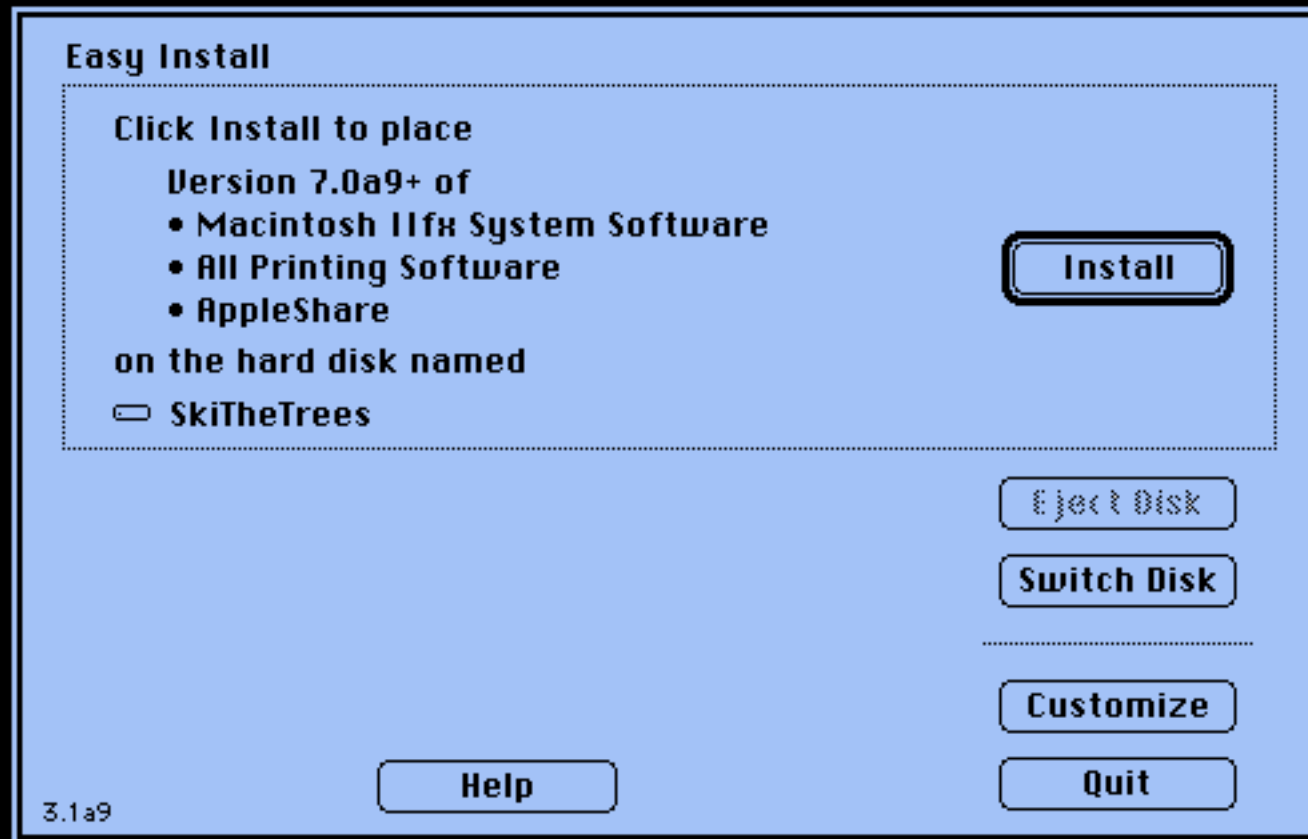 Easy Install
Click Install to place
Version 7.0a9+ of
• Macintosh IIfx System Software
• All Printing Software
• AppleShare
on the hard disk named
SkiTheTrees
Install
Eject Disk
Switch Disk
Customize
Help
Quit
3.1a9